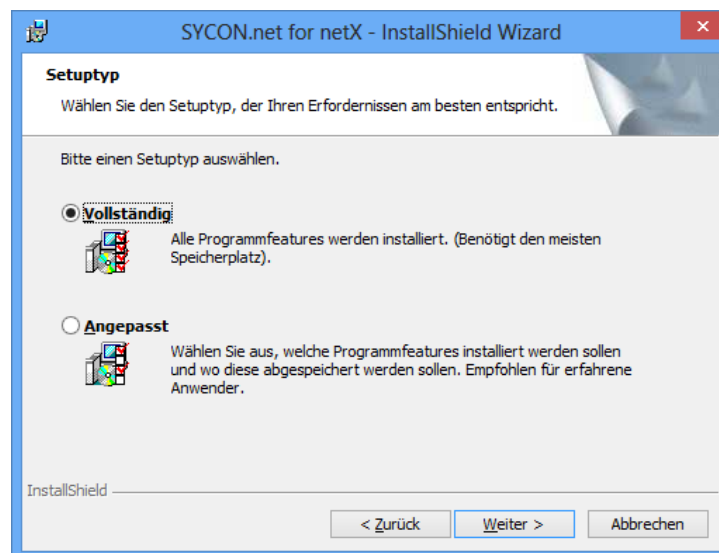 SYCON.net for netX - InstallShield Wizard
Setuptyp
Wählen Sie den Setuptyp, der Ihren Erfordernissen am besten entspricht.
Bitte einen Setuptyp auswählen.
Vollständig
Alle Programmfeatures werden installiert. (Benötigt den meisten
Speicherplatz).
Angepasst
Wählen Sie aus, welche Programmfeatures installiert werden sollen
und wo diese abgespeichert werden sollen. Empfohlen für erfahrene
Anwender.
InstallShield
< Zurück Weiter > Abbrechen